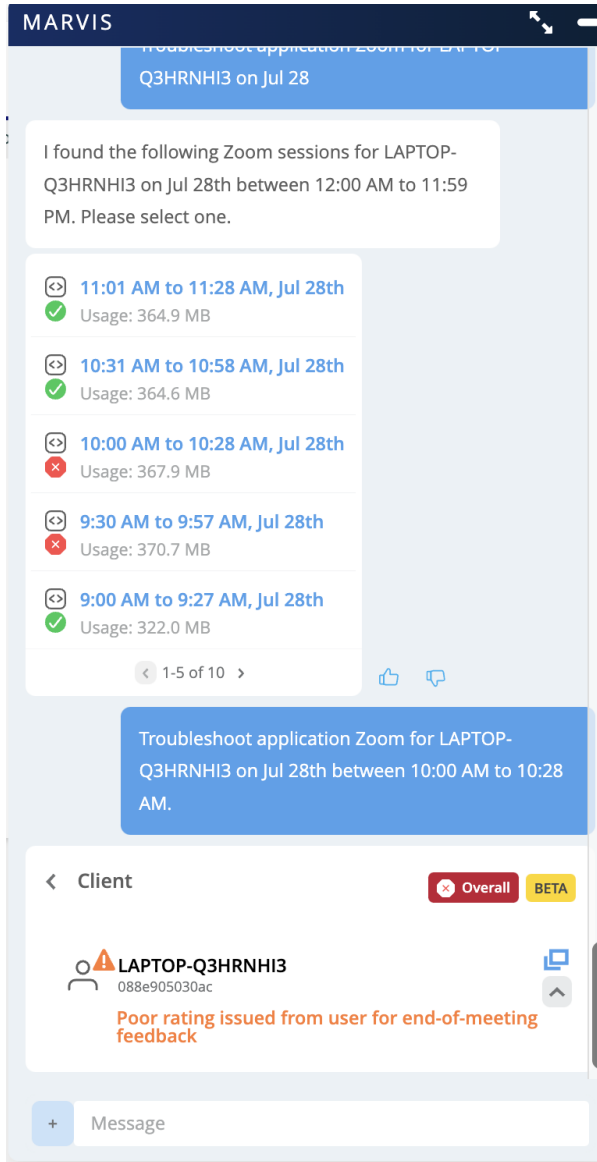 MARVIS
Troubleshoot application Zoom for LAPTOP-
Q3HRNHI3 on Jul 28
I found the following Zoom sessions for LAPTOP-
Q3HRNHI3 on Jul 28th between 12:00 AM to 11:59
PM. Please select one.
11:01 AM to 11:28 AM, Jul 28th
Usage: 364.9 MB
10:31 AM to 10:58 AM, Jul 28th
Usage: 364.6 MB
10:00 AM to 10:28 AM, Jul 28th
Usage: 367.9 MB
9:30 AM to 9:57 AM, Jul 28th
Usage: 370.7 MB
9:00 AM to 9:27 AM, Jul 28th
Usage: 322.0 MB
< 1-5 of 10 >
Troubleshoot application Zoom for LAPTOP-
Q3HRNHI3 on Jul 28th between 10:00 AM to 10:28
AM.
< Client
Overall BETA
LAPTOP-Q3HRNHI3
088e905030ac
Poor rating issued from user for end-of-meeting
feedback
+ Message